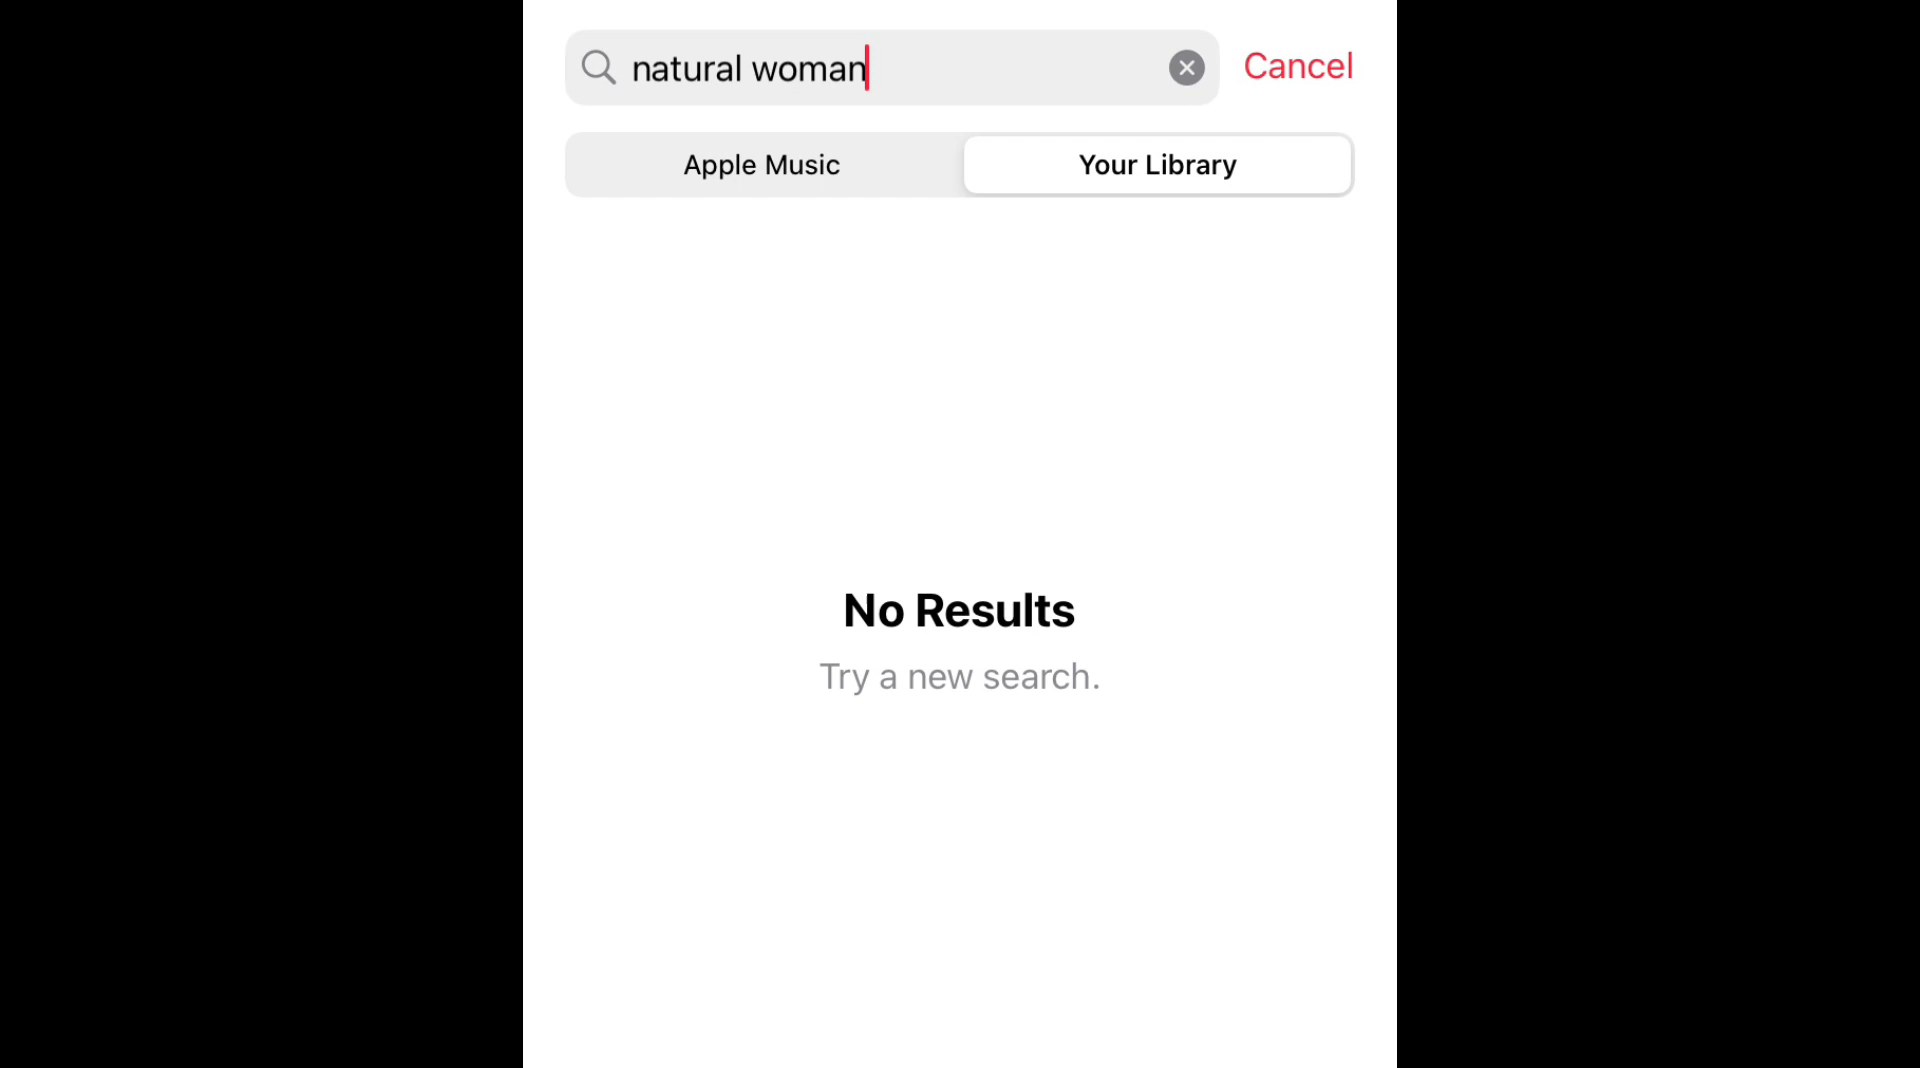 natural woman
Cancel
Apple Music
Your Library
No Results
Try a new search.